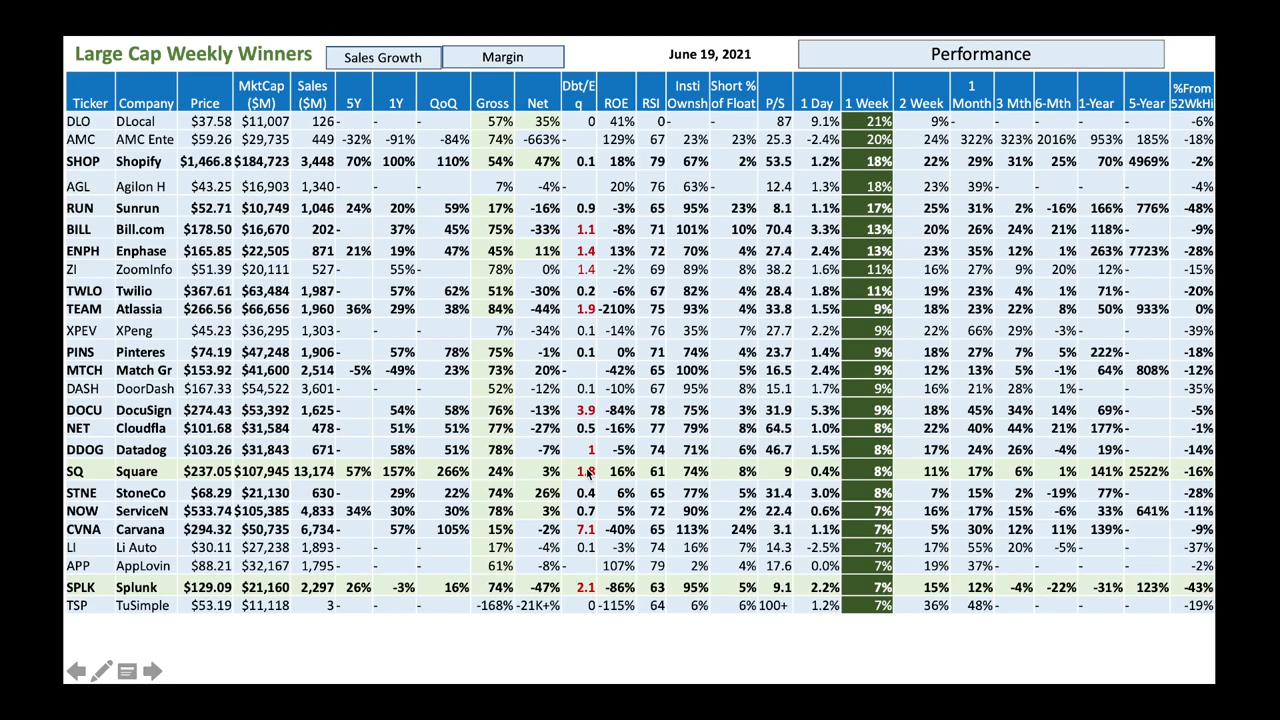 Large Cap Weekly Winners Sales Growth Margin June 19, 2021 Performance
Ticker Company Price MktCap ($M) Sales ($M) 5Y 1Y QoQ Gross Net Dbt/Eq ROE RSI Insti Ownsh Short % of Float P/S 1 Day 1 Week 2 Week 1 Month 3 Mth 6-Mth 1-Year 5-Year %From 52WkHi
DLO DLocal $37.58 $11,007 126 - - - 57% 35% 0 41% 0 - 87 9.1% 21% 9% - - - - - -6%
AMC AMC Ente $59.26 $29,735 449 -32% -91% -84% 74% -663% - 129% 67 23% 23% 25.3 -2.4% 20% 24% 322% 323% 2016% 953% 185% -18%
SHOP Shopify $1,466.8 $184,723 3,448 70% 100% 110% 54% 47% 0.1 18% 79 67% 2% 53.5 1.2% 18% 22% 29% 31% 25% 70% 4969% -2%
AGL Agilon H $43.25 $16,903 1,340 - - - 7% -4% - 20% 76 63% - 12.4 1.3% 18% 23% 39% - - - - -4%
RUN Sunrun $52.71 $10,749 1,046 24% 20% 59% 17% -16% 0.9 -3% 65 95% 23% 8.1 1.1% 17% 25% 31% 2% -16% 166% 776% -48%
BILL Bill.com $178.50 $16,670 202 - 37% 45% 75% -33% 1.1 -8% 71 101% 10% 70.4 3.3% 13% 20% 26% 24% 21% 118% - -9%
ENPH Enphase $165.85 $22,505 871 21% 19% 47% 45% 11% 1.4 13% 72 70% 4% 27.4 2.4% 13% 23% 35% 12% 1% 263% 7723% -28%
ZI ZoomInfo $51.39 $20,111 527 - 55% - 78% 0% 1.4 -2% 69 89% 8% 38.2 1.6% 11% 16% 27% 9% 20% 12% - -15%
TWLO Twilio $367.61 $63,484 1,987 - 57% 62% 51% -30% 0.2 -6% 67 82% 4% 28.4 1.8% 11% 19% 23% 4% 1% 71% - -20%
TEAM Atlassia $266.56 $66,656 1,960 36% 29% 38% 84% -44% 1.9 -210% 75 93% 4% 33.8 1.5% 9% 18% 23% 22% 8% 50% 933% 0%
XPEV XPeng $45.23 $36,295 1,303 - - - 7% -34% 0.1 -14% 76 35% 7% 27.7 2.2% 9% 22% 66% 29% -3% - - -39%
PINS Pinteres $74.19 $47,248 1,906 - 57% 78% 75% -1% 0.1 0% 71 74% 4% 23.7 1.4% 9% 18% 27% 7% 5% 222% - -18%
MTCH Match Gr $153.92 $41,600 2,514 -5% -49% 23% 73% 20% - -42% 65 100% 5% 16.5 2.4% 9% 12% 13% 5% -1% 64% 808% -12%
DASH DoorDash $167.33 $54,522 3,601 - - - 52% -12% 0.1 -10% 67 95% 8% 15.1 1.7% 9% 16% 21% 28% 1% - - -35%
DOCU DocuSign $274.43 $53,392 1,625 - 54% 58% 76% -13% 3.9 -84% 78 75% 3% 31.9 5.3% 9% 18% 45% 34% 14% 69% - -5%
NET Cloudfla $101.68 $31,584 478 - 51% 51% 77% -27% 0.5 -16% 77 79% 8% 64.5 1.0% 8% 22% 40% 44% 21% 177% - -1%
DDOG Datadog $103.26 $31,843 671 - 58% 51% 78% -7% 1 -5% 74 71% 6% 46.7 1.5% 8% 17% 24% 26% -4% 19% - -14%
SQ Square $237.05 $107,945 13,174 57% 157% 266% 24% 3% 1.8 16% 61 74% 8% 9 0.4% 8% 11% 17% 6% 1% 141% 2522% -16%
STNE StoneCo $68.29 $21,130 630 - 29% 22% 74% 26% 0.4 6% 65 77% 5% 31.4 3.0% 8% 7% 15% 2% -19% 77% - -28%
NOW ServiceN $533.74 $105,385 4,833 34% 30% 30% 78% 3% 0.7 5% 72 90% 2% 22.4 0.6% 7% 16% 17% 15% -6% 33% 641% -11%
CVNA Carvana $294.32 $50,735 6,734 - 57% 105% 15% -2% 7.1 -40% 65 113% 24% 3.1 1.1% 7% 5% 30% 12% 11% 139% - -9%
LI Li Auto $30.11 $27,238 1,893 - - - 17% -4% 0.1 -3% 74 16% 7% 14.3 -2.5% 7% 17% 55% 20% -5% - - -37%
APP AppLovin $88.21 $32,167 1,795 - - - 61% -8% - 107% 79 2% 4% 17.6 0.0% 7% 19% 37% - - - - -2%
SPLK Splunk $129.09 $21,160 2,297 26% -3% 16% 74% -47% 2.1 -86% 63 95% 5% 9.1 2.2% 7% 15% 12% -4% -22% -31% 123% -43%
TSP TuSimple $53.19 $11,118 3 - - - -168% -21K+% 0 -115% 64 6% 6% 100+ 1.2% 7% 36% 48% - - - - -19%